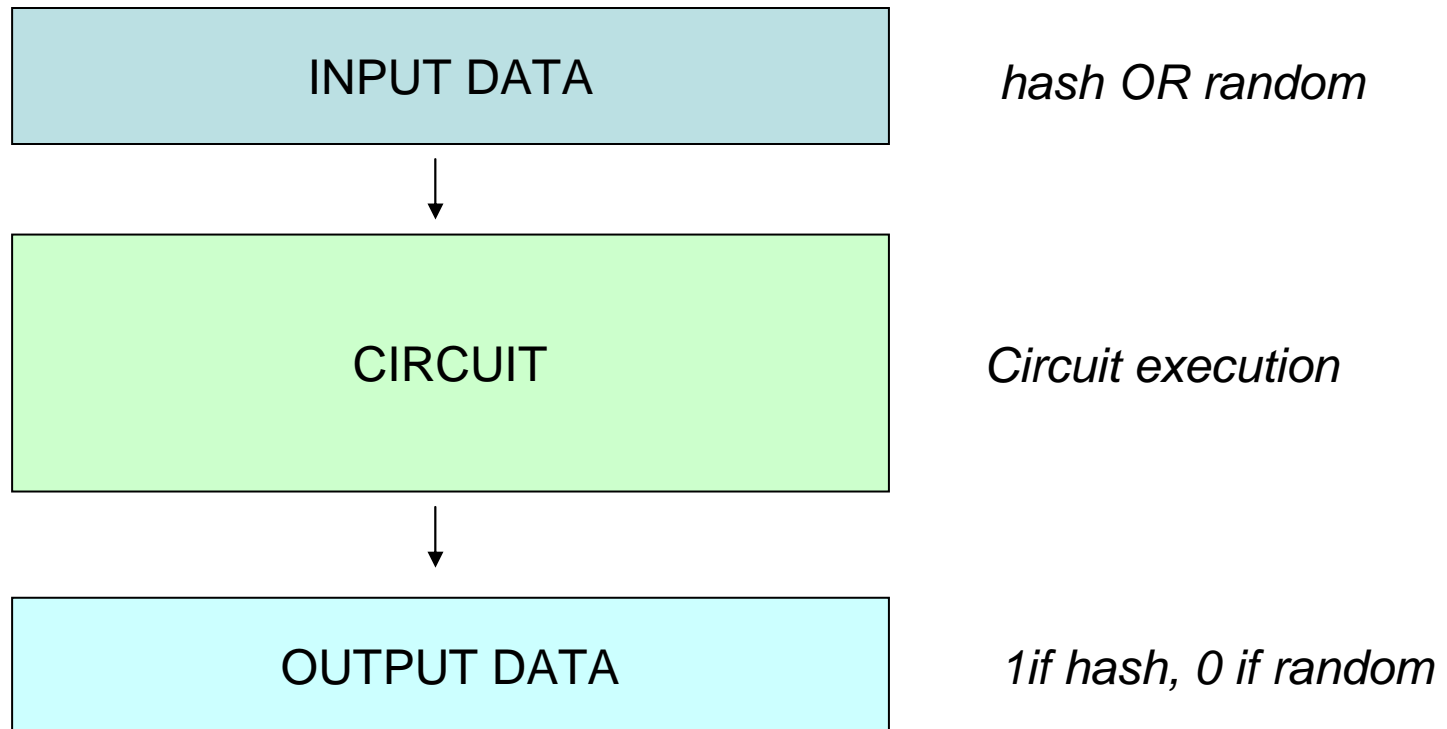 INPUT DATA
hash OR random
CIRCUIT
Circuit execution
OUTPUT DATA
1if hash, 0 if random